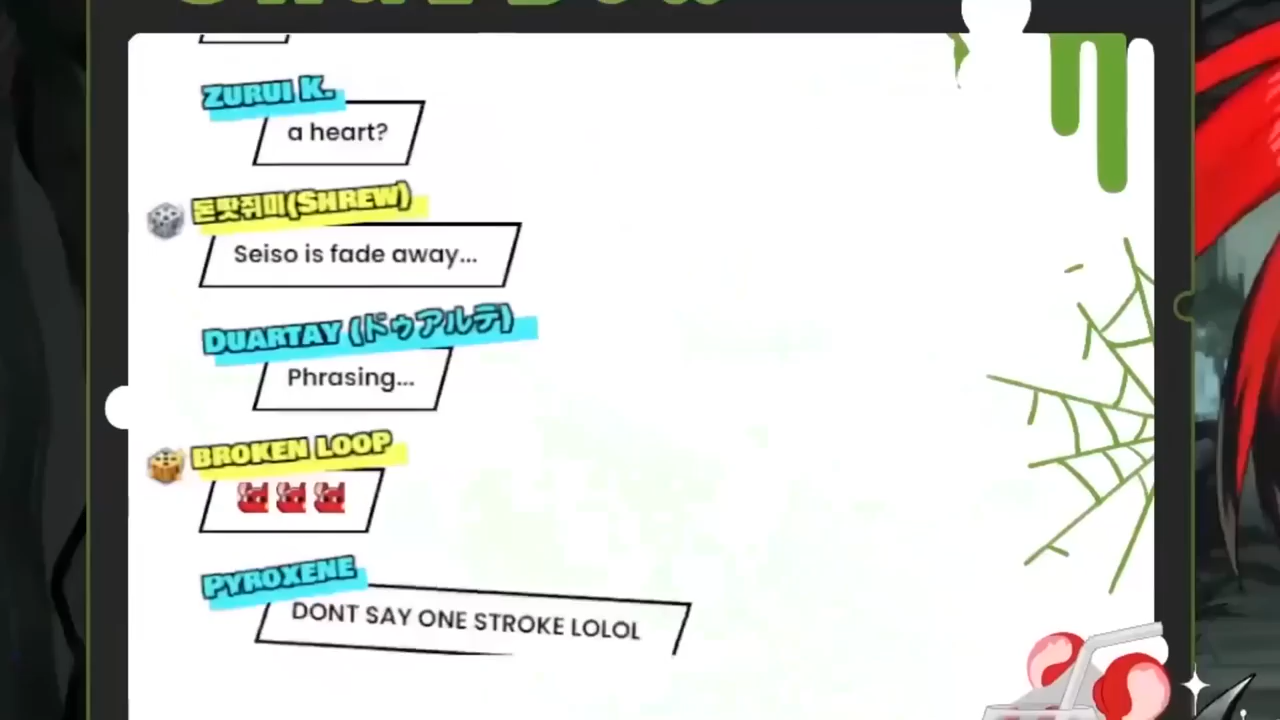 ZURUI K.
a heart?
돈땃쥐미(SHREW)
Seiso is fade away...
DUARTAY (ドゥアルテ)
Phrasing...
BROKEN LOOP
PYROXENE
DONT SAY ONE STROKE LOLOL